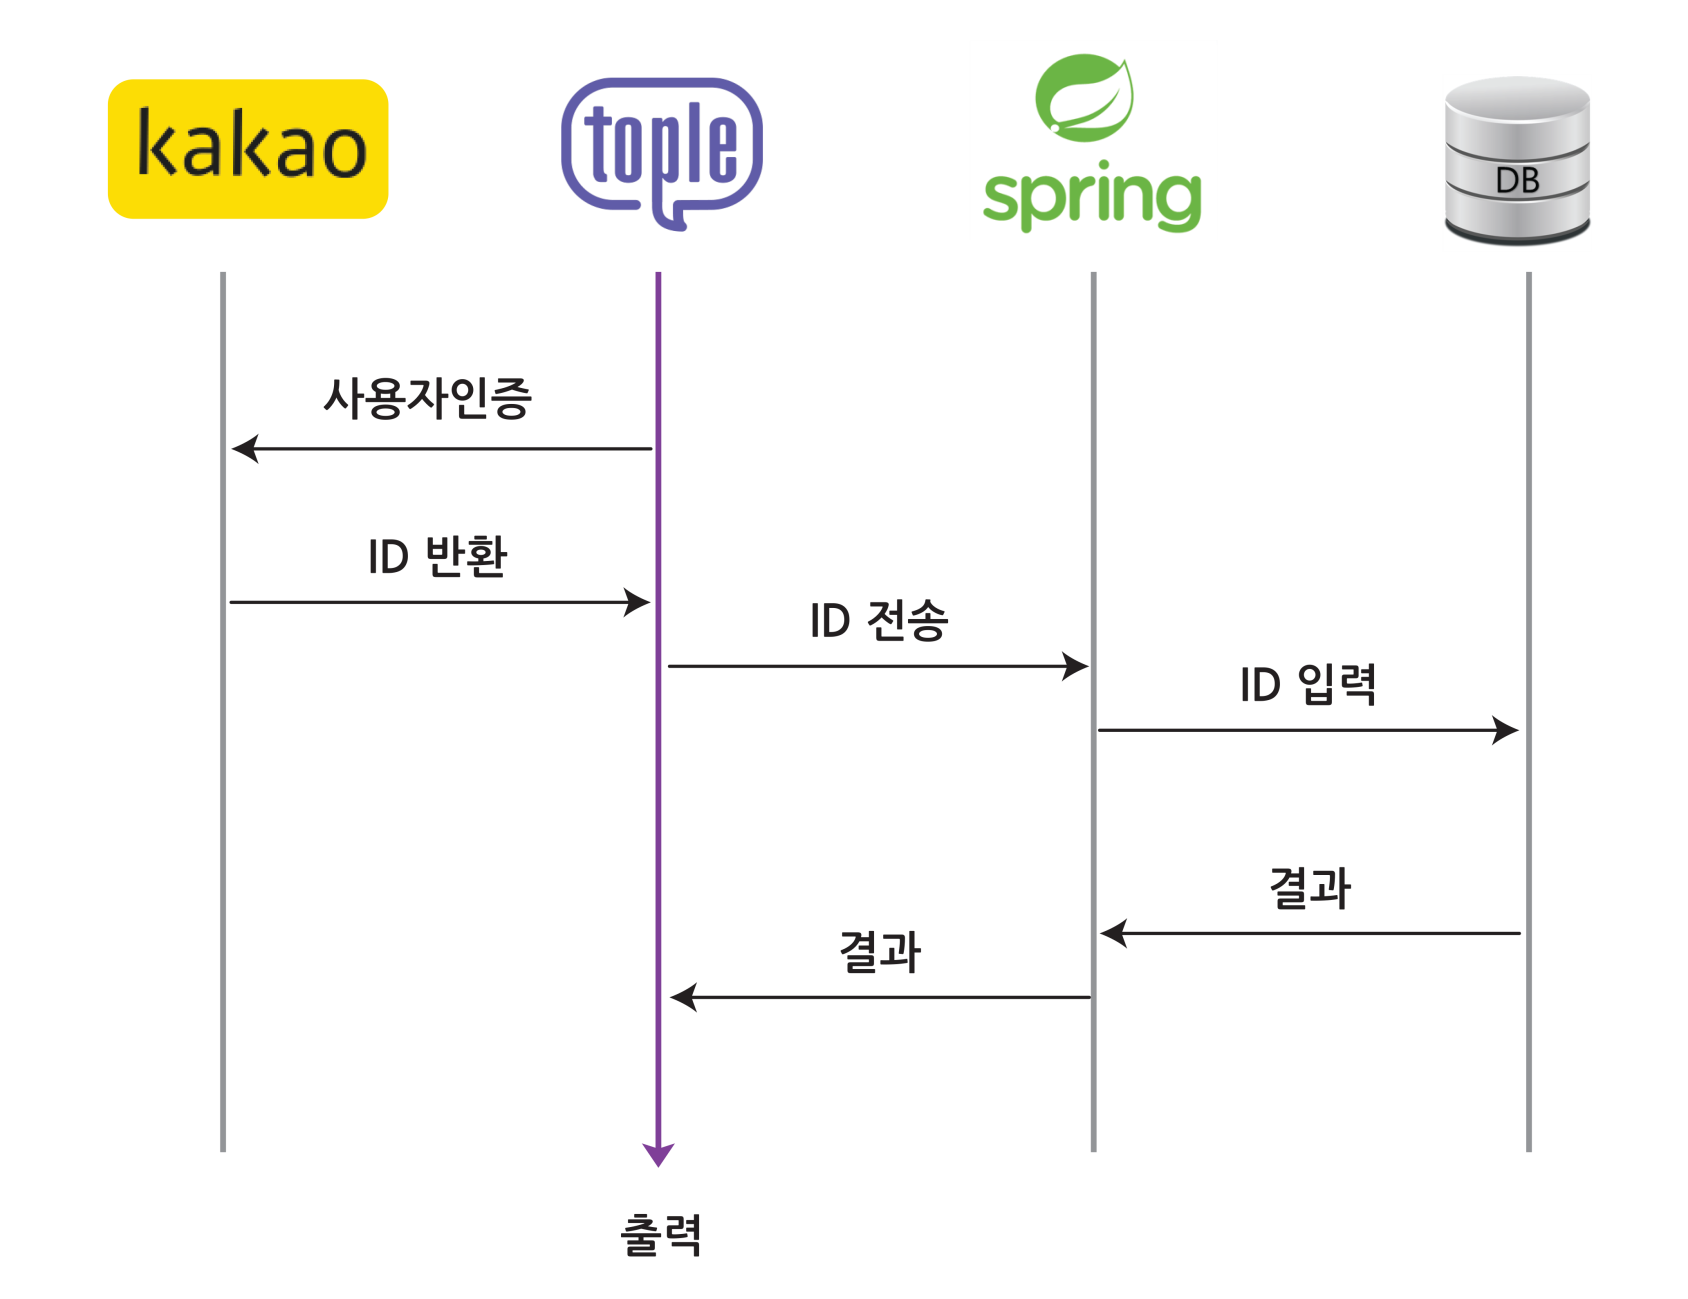 kakao
tople
spring
DB
사용자인증
ID 반환
ID 전송
ID 입력
결과
결과
출력